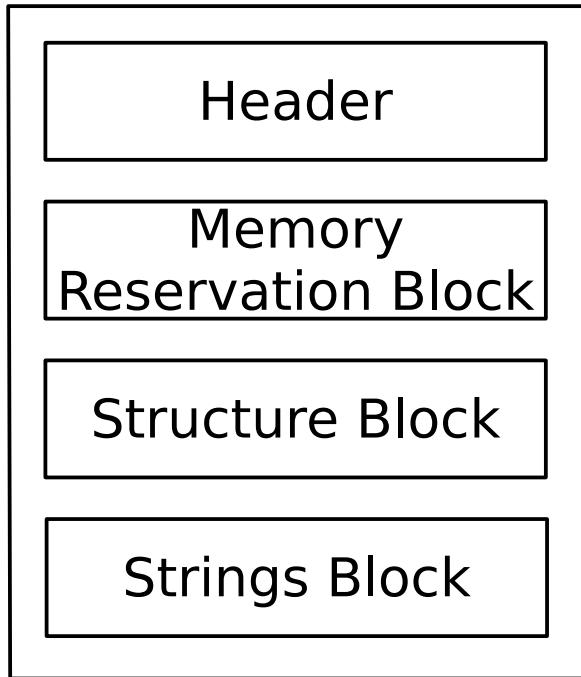 Header
Memory
Reservation Block
Structure Block
Strings Block